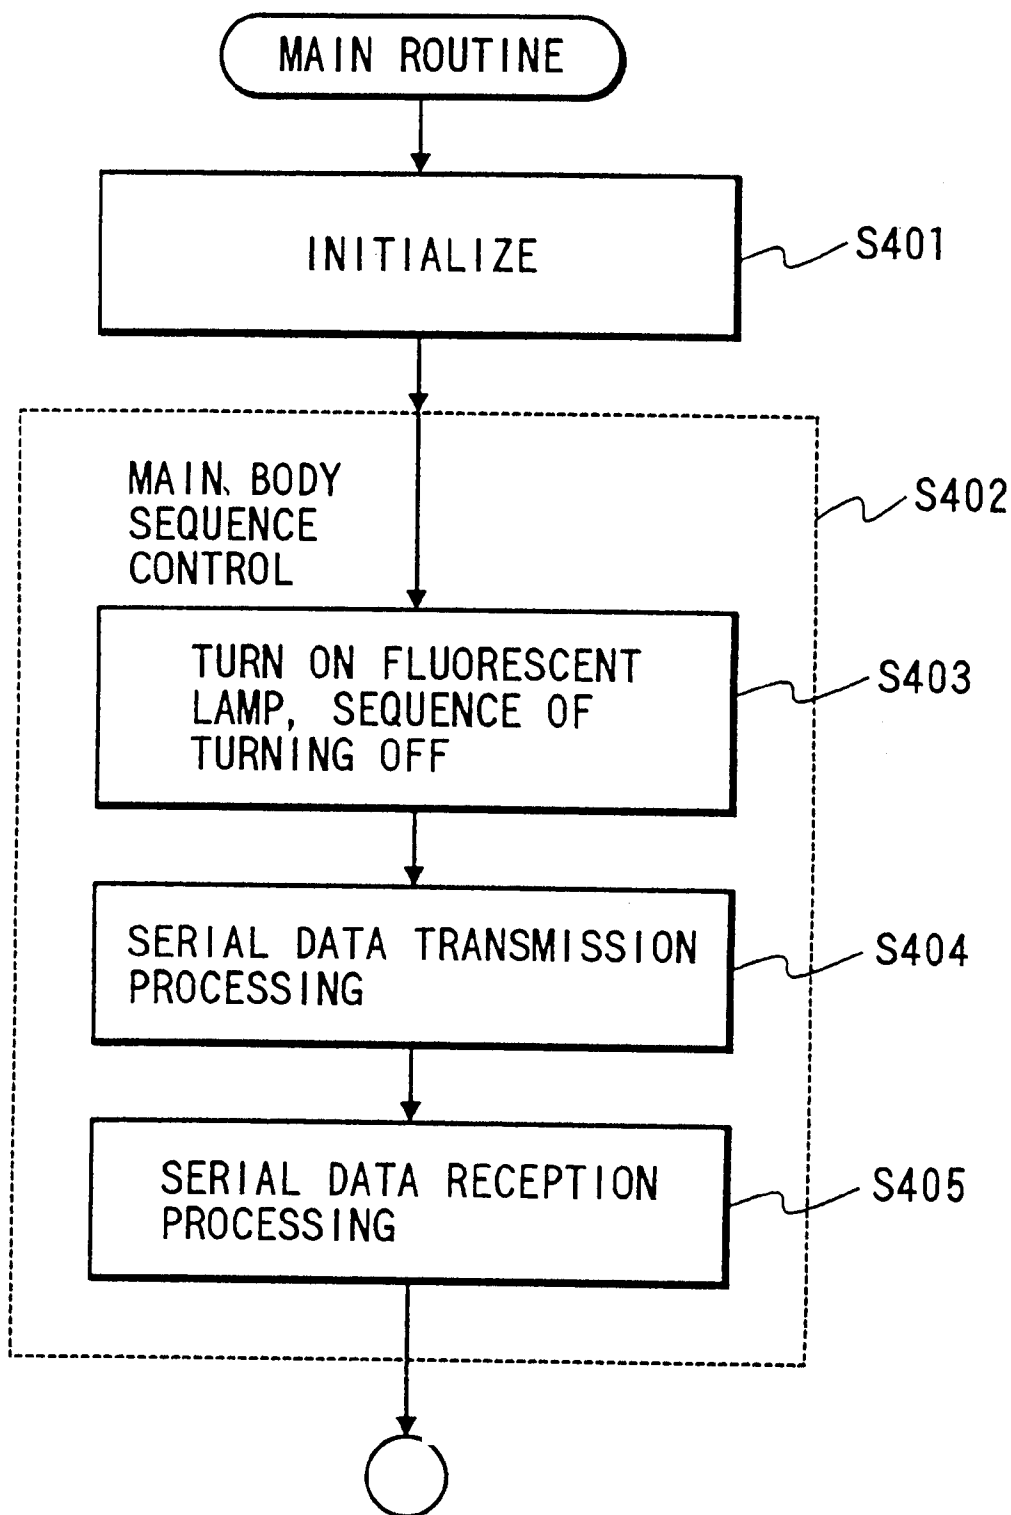 MAIN ROUTINE
INITIALIZE
S401
MAIN, BODY
SEQUENCE
CONTROL
S402
TURN ON FLUORESCENT
LAMP, SEQUENCE OF
TURNING OFF
S403
SERIAL DATA TRANSMISSION
PROCESSING
S404
SERIAL DATA RECEPTION
PROCESSING
S405